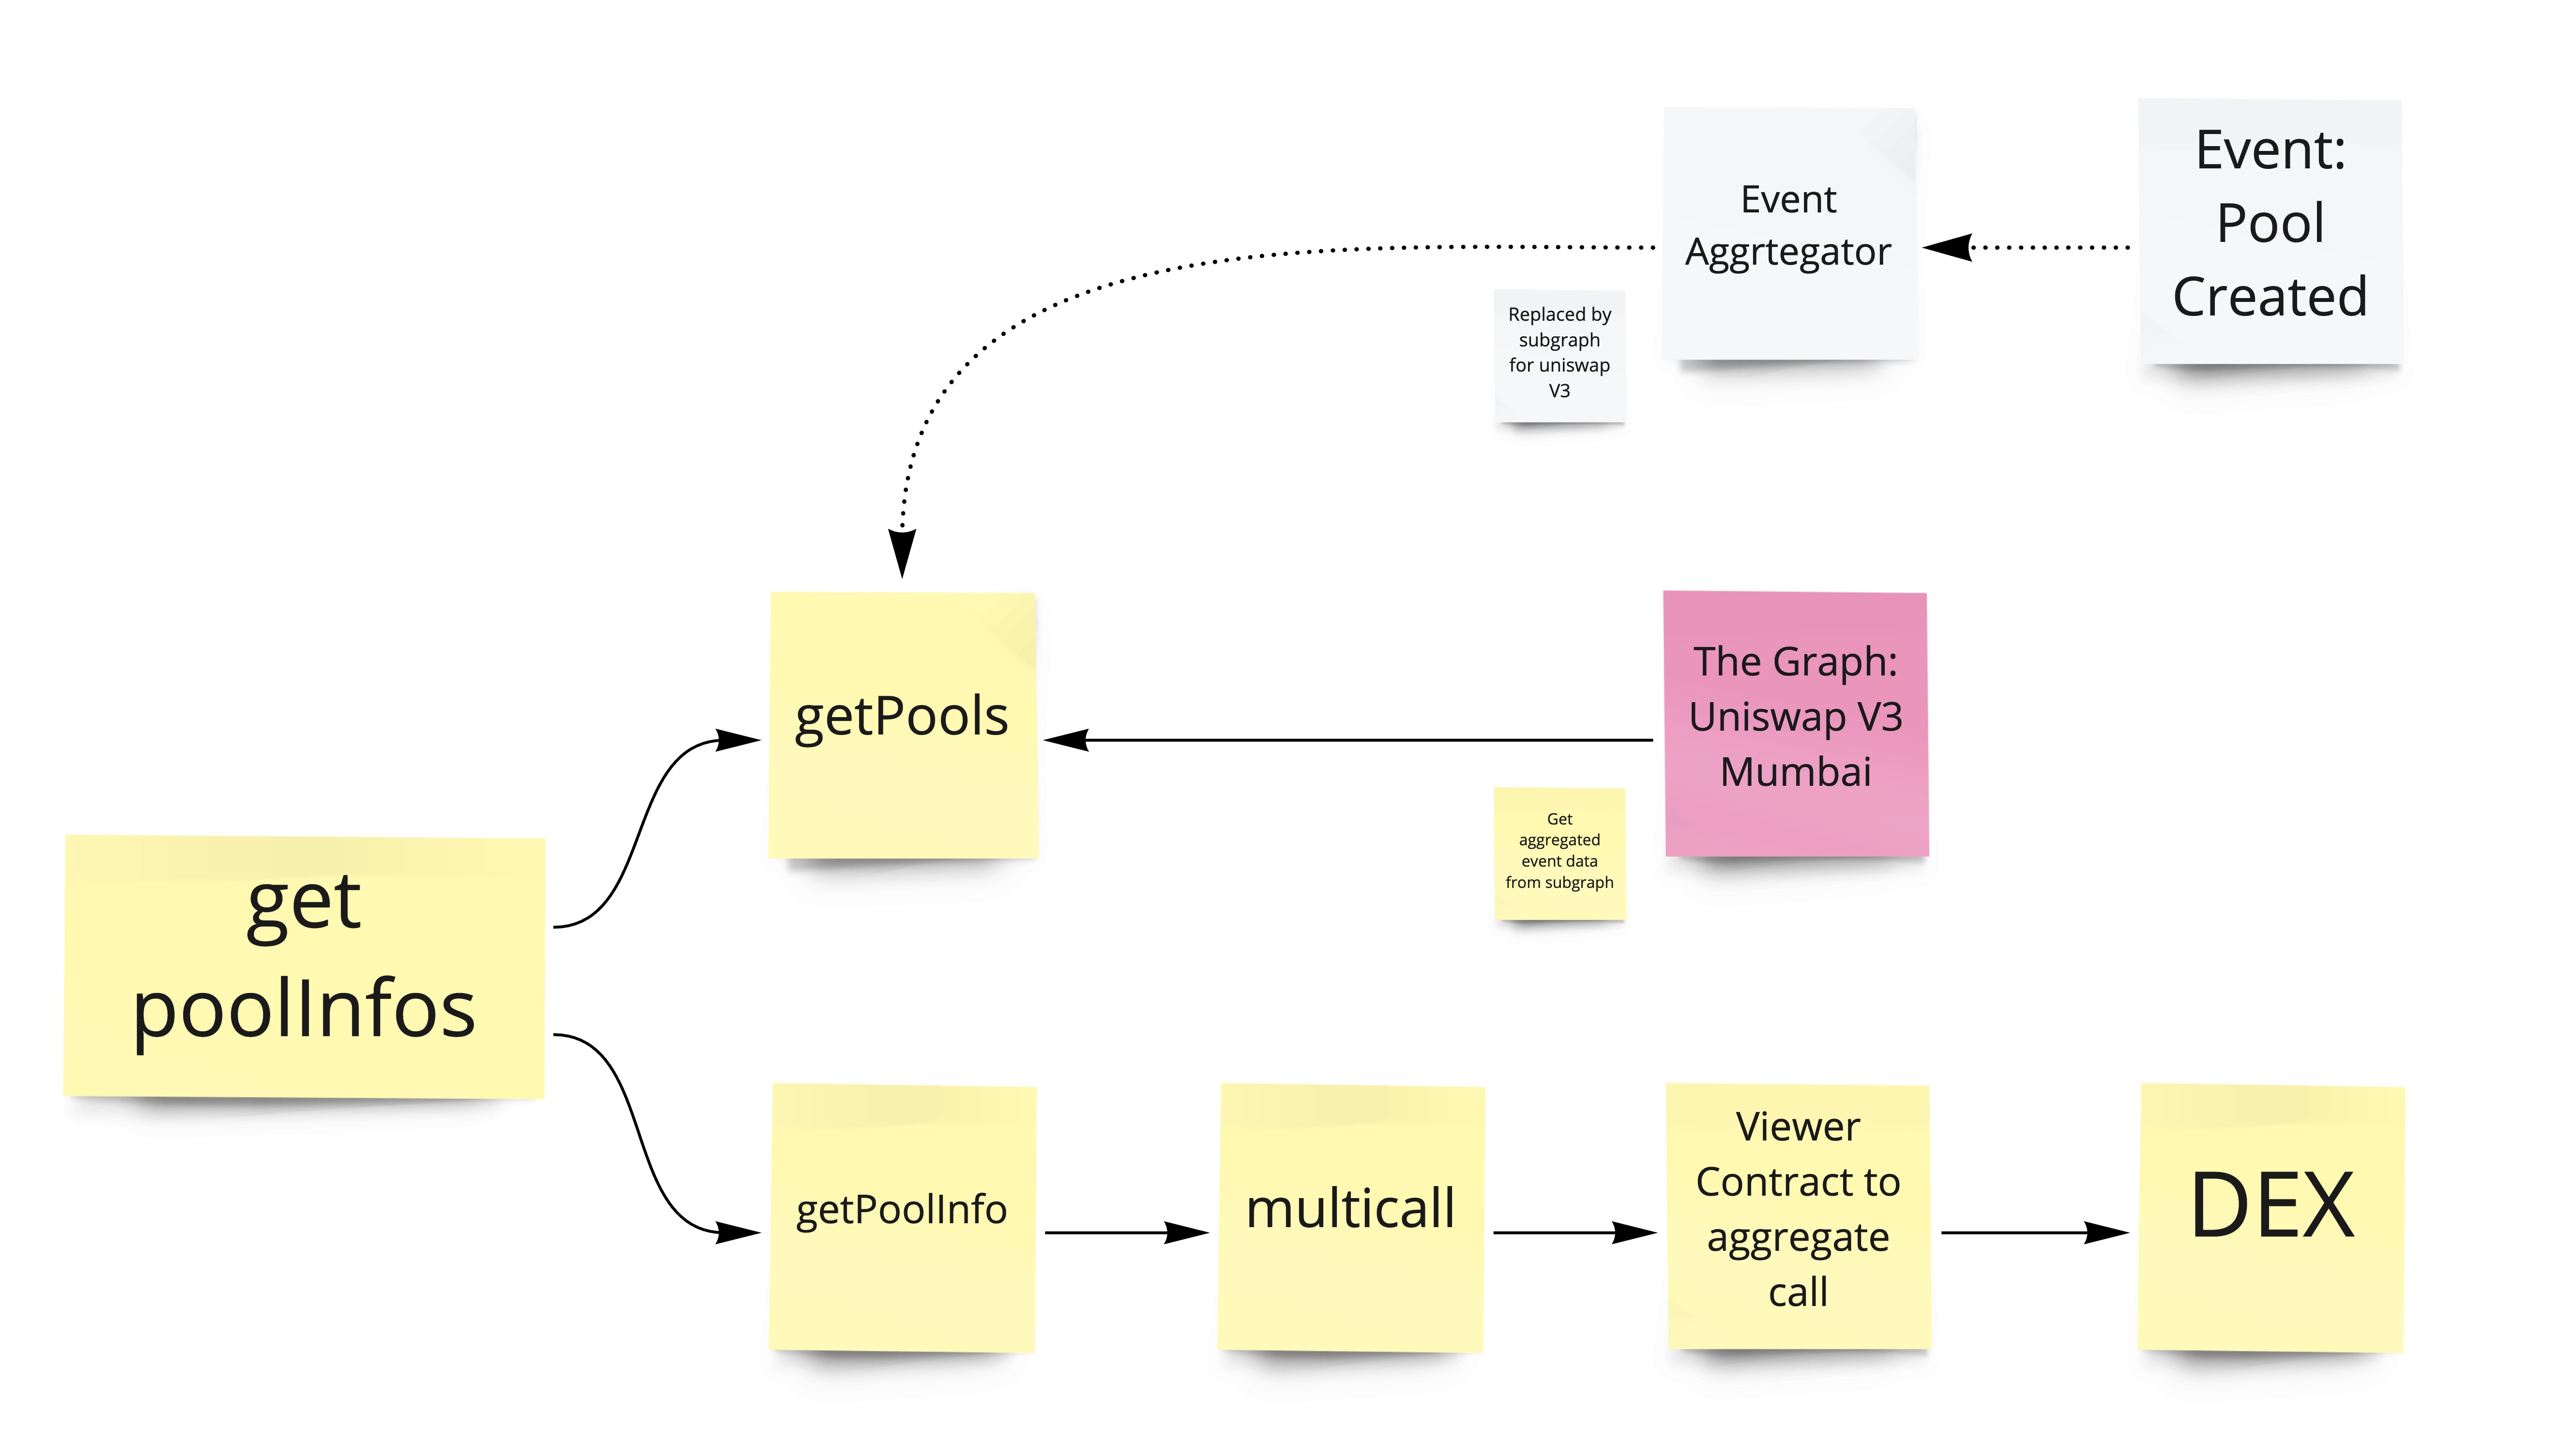 Event:
Pool
Created
Event
Aggrtegator
Replaced by
subgraph
for uniswap
V3
getPools
The Graph:
Uniswap V3
Mumbai
Get
aggregated
event data
from subgraph
get
poolInfos
getPoolInfo
multicall
Viewer
Contract to
aggregate
call
DEX